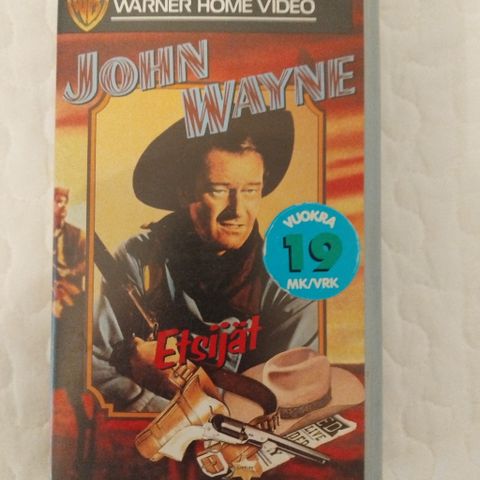 WARNER HOME VIDEO
JOHN
WAYNE
VUOKRA
19
MK/VRK
Etsijät